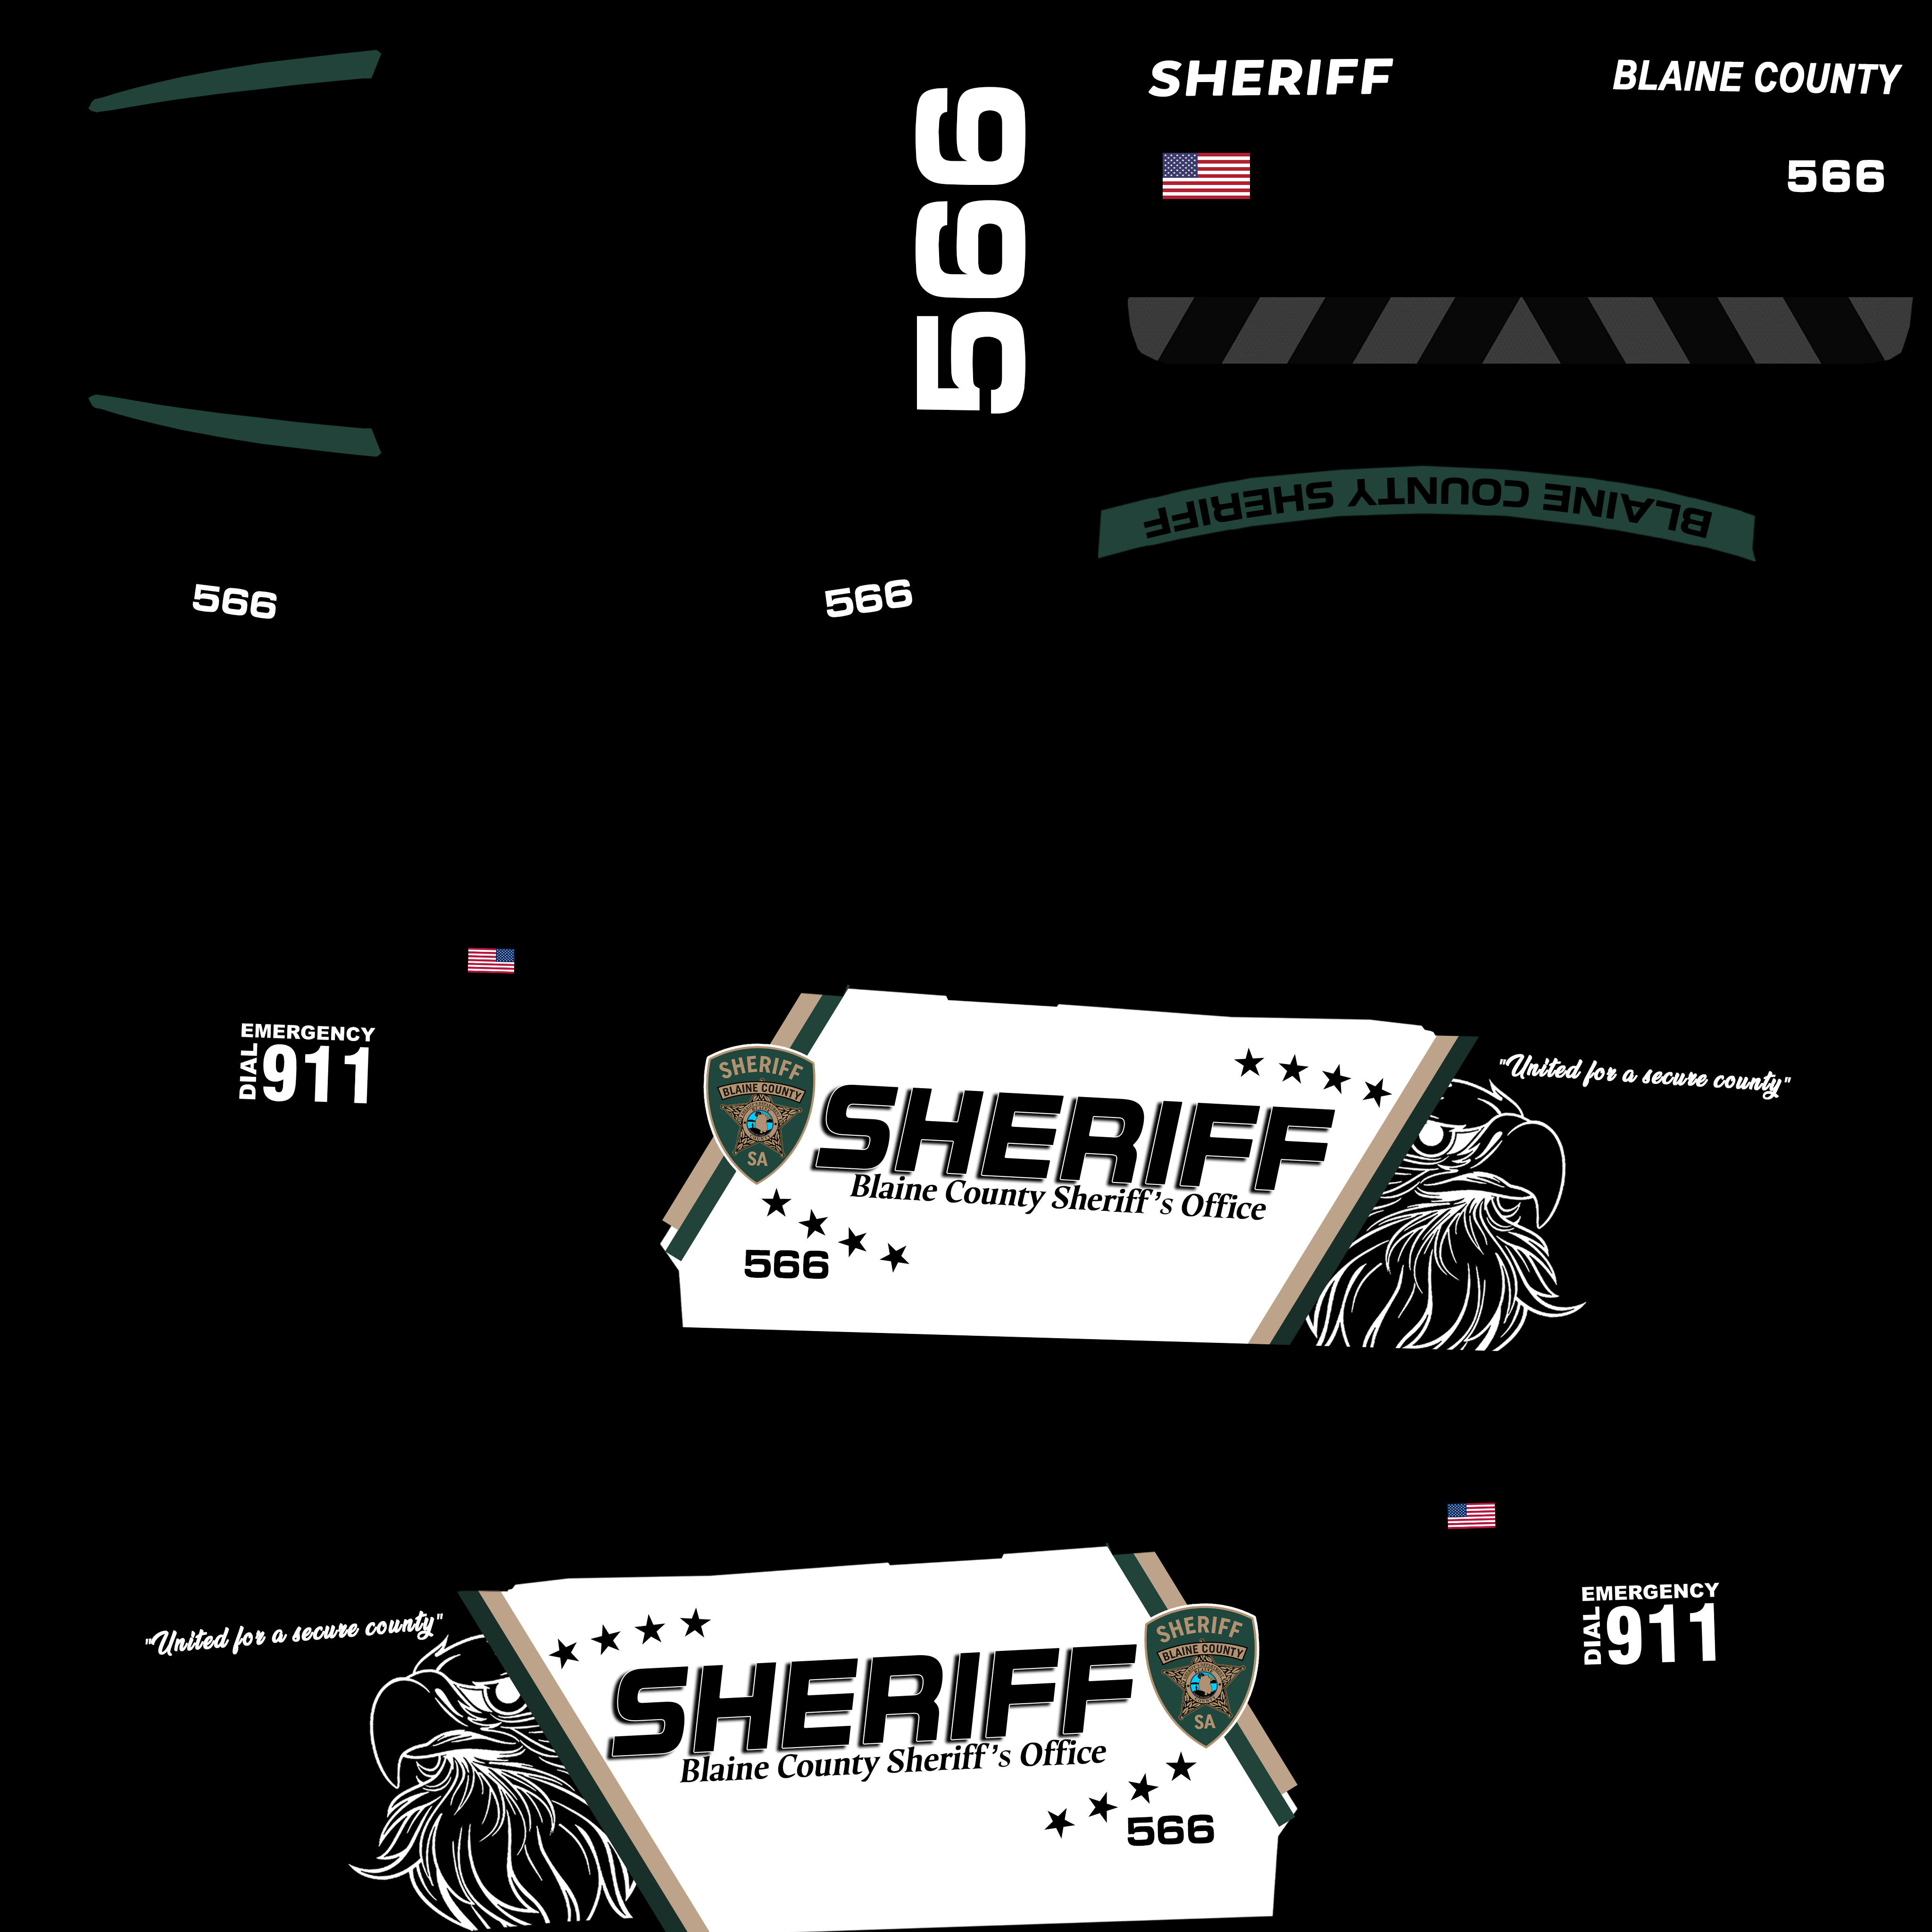 SHERIFF
BLAINE COUNTY
566
566
BLAINE COUNTY SHERIFF
566
566
EMERGENCY
DIAL
911
SHERIFF
BLAINE COUNTY
SA
SHERIFF
Blaine County Sheriff's Office
566
"United for a secure county"
"United for a secure county"
SHERIFF
Blaine County Sheriff's Office
566
SHERIFF
BLAINE COUNTY
SA
EMERGENCY
DIAL
911